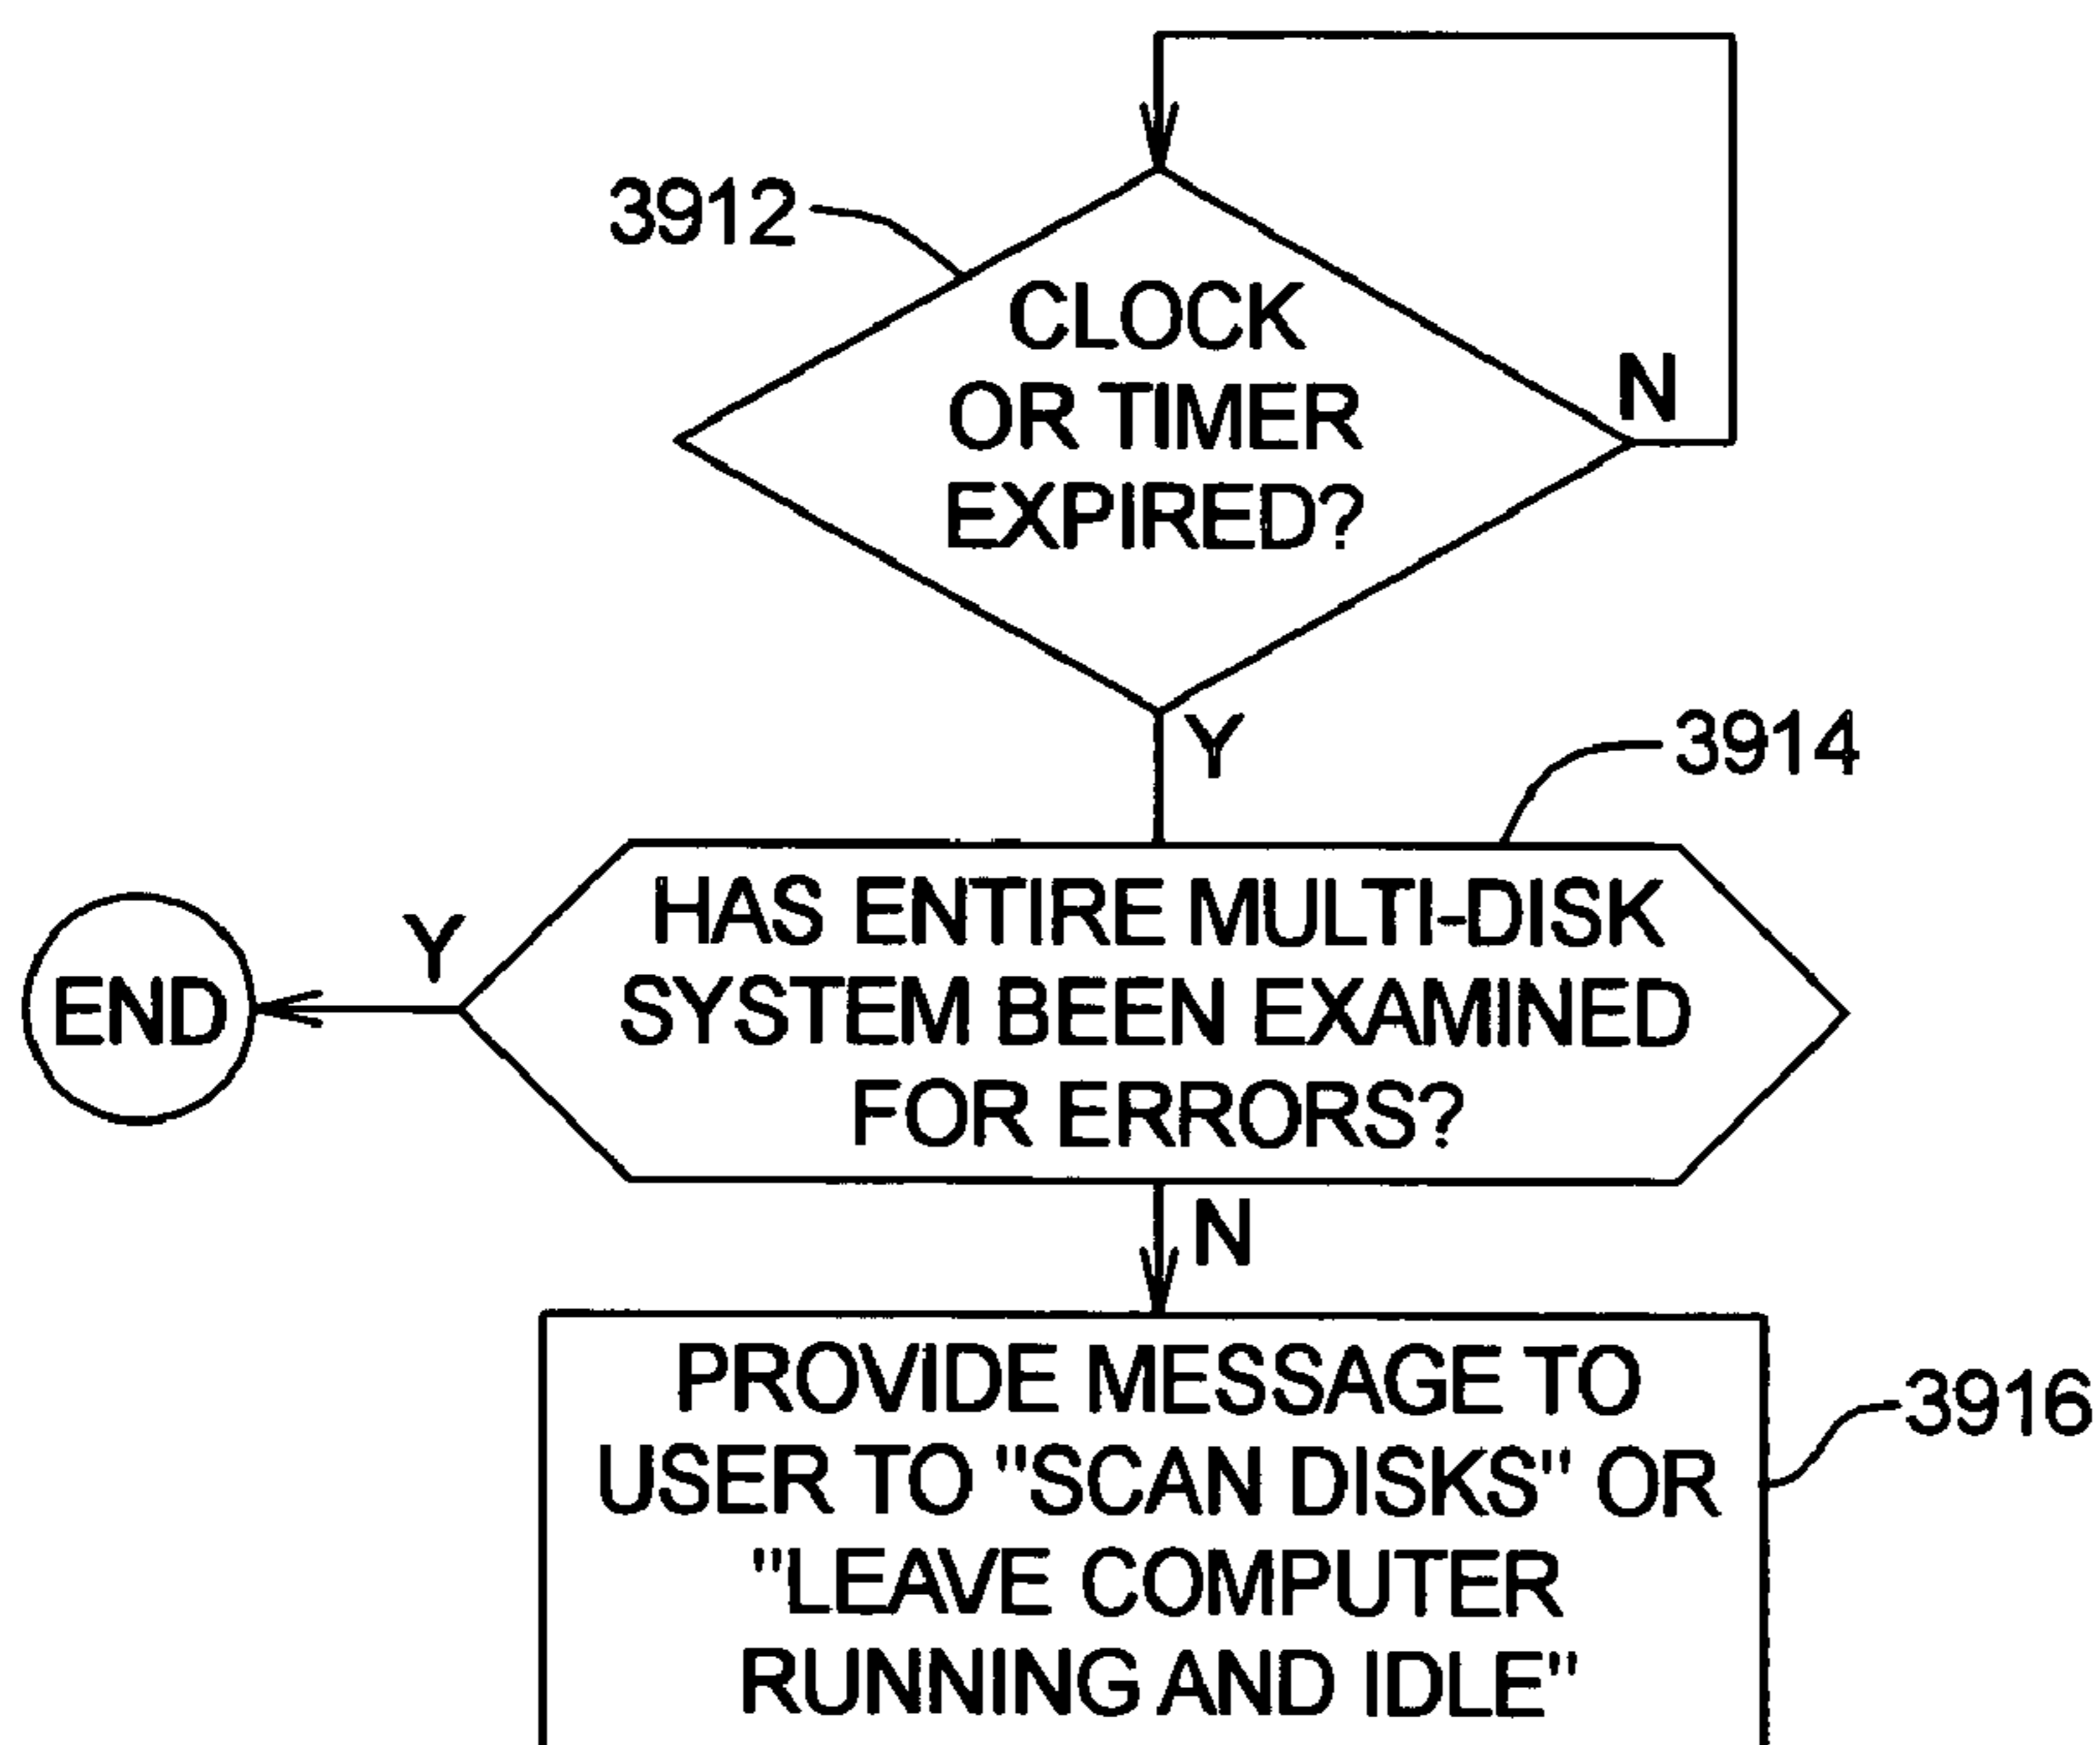 3912
CLOCK
OR TIMER
EXPIRED?
N
Y
3914
HAS ENTIRE MULTI-DISK
SYSTEM BEEN EXAMINED
FOR ERRORS?
Y
END
N
PROVIDE MESSAGE TO
USER TO "SCAN DISKS" OR
"LEAVE COMPUTER
RUNNING AND IDLE"
3916